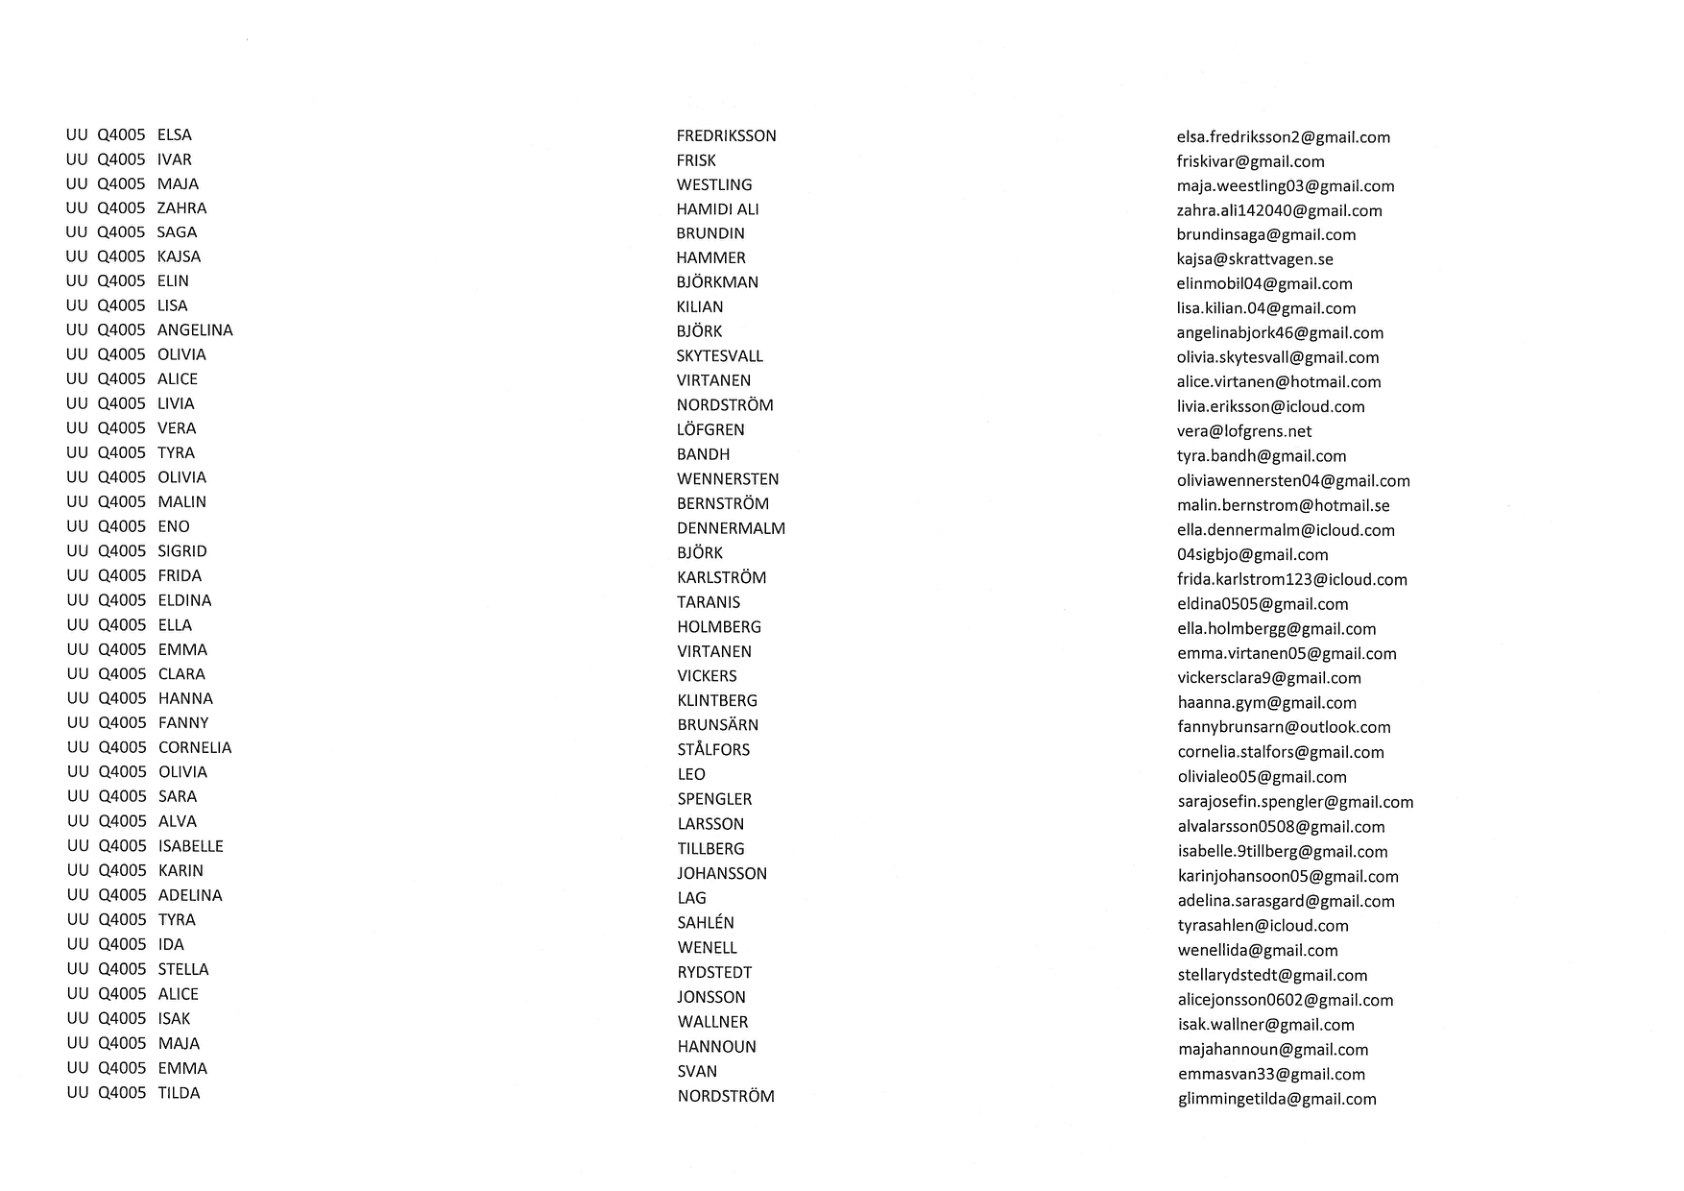 UU Q4005 ELSA FREDRIKSSON elsa.fredriksson2@gmail.com
UU Q4005 IVAR FRISK friskivar@gmail.com
UU Q4005 MAJA WESTLING maja.weestling03@gmail.com
UU Q4005 ZAHRA HAMIDI ALI zahra.ali142040@gmail.com
UU Q4005 SAGA BRUNDIN brundinsaga@gmail.com
UU Q4005 KAJSA HAMMER kajsa@skrattvagen.se
UU Q4005 ELIN BJÖRKMAN elinmobil04@gmail.com
UU Q4005 LISA KILIAN lisa.kilian.04@gmail.com
UU Q4005 ANGELINA BJÖRK angelinabjork46@gmail.com
UU Q4005 OLIVIA SKYTESVALL olivia.skytesvall@gmail.com
UU Q4005 ALICE VIRTANEN alice.virtanen@hotmail.com
UU Q4005 LIVIA NORDSTRÖM livia.eriksson@icloud.com
UU Q4005 VERA LÖFGREN vera@lofgrens.net
UU Q4005 TYRA BANDH tyra.bandh@gmail.com
UU Q4005 OLIVIA WENNERSTEN oliviawennersten04@gmail.com
UU Q4005 MALIN BERNSTRÖM malin.bernstrom@hotmail.se
UU Q4005 ENO DENNERMALM ella.dennermalm@icloud.com
UU Q4005 SIGRID BJÖRK 04sigbjo@gmail.com
UU Q4005 FRIDA KARLSTRÖM frida.karlstrom123@icloud.com
UU Q4005 ELDINA TARANIS eldina0505@gmail.com
UU Q4005 ELLA HOLMBERG ella.holmbergg@gmail.com
UU Q4005 EMMA VIRTANEN emma.virtanen05@gmail.com
UU Q4005 CLARA VICKERS vickersclara9@gmail.com
UU Q4005 HANNA KLINTBERG haanna.gym@gmail.com
UU Q4005 FANNY BRUNSÄRN fannybrunsarn@outlook.com
UU Q4005 CORNELIA STÅLFORS cornelia.stalfors@gmail.com
UU Q4005 OLIVIA LEO olivialeo05@gmail.com
UU Q4005 SARA SPENGLER sarajosefin.spengler@gmail.com
UU Q4005 ALVA LARSSON alvalarsson0508@gmail.com
UU Q4005 ISABELLE TILLBERG isabelle.9tillberg@gmail.com
UU Q4005 KARIN JOHANSSON karinjohansoon05@gmail.com
UU Q4005 ADELINA LAG adelina.sarasgard@gmail.com
UU Q4005 TYRA SAHLÉN tyrasahlen@icloud.com
UU Q4005 IDA WENELL wenellida@gmail.com
UU Q4005 STELLA RYDSTEDT stellarydstedt@gmail.com
UU Q4005 ALICE JONSSON alicejonsson0602@gmail.com
UU Q4005 ISAK WALLNER isak.wallner@gmail.com
UU Q4005 MAJA HANNOUN majahannoun@gmail.com
UU Q4005 EMMA SVAN emmasvan33@gmail.com
UU Q4005 TILDA NORDSTRÖM glimmingetilda@gmail.com